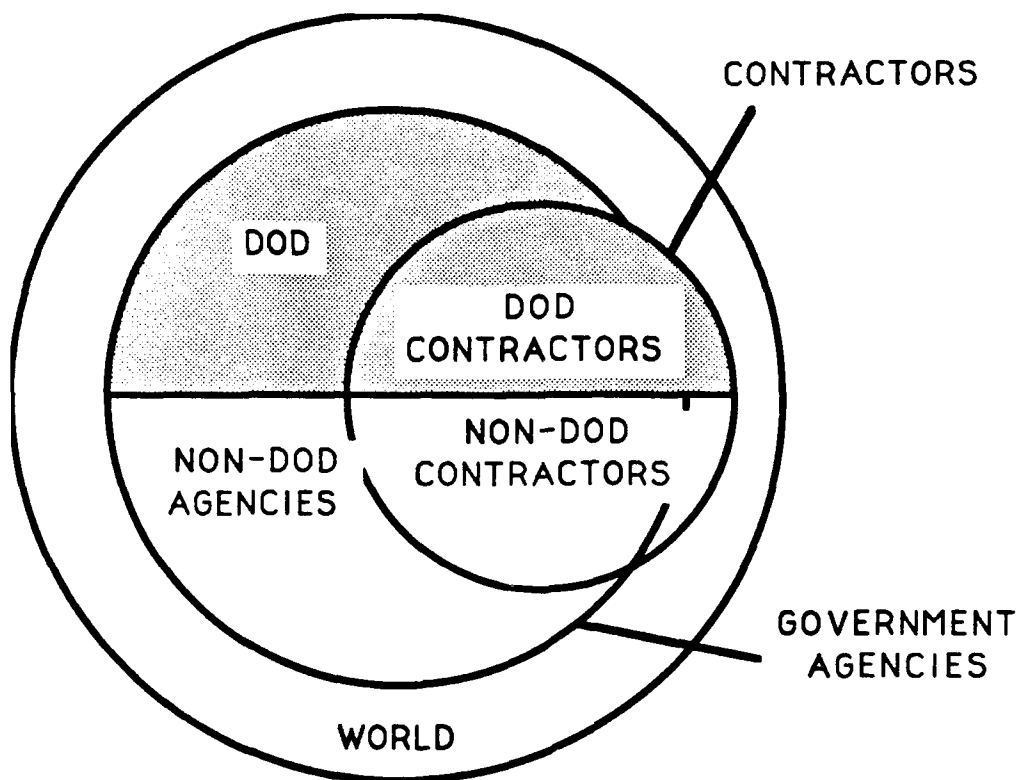 CONTRACTORS
DOD
DOD
CONTRACTORS
NON-DOD
AGENCIES
NON-DOD
CONTRACTORS
GOVERNMENT
AGENCIES
WORLD